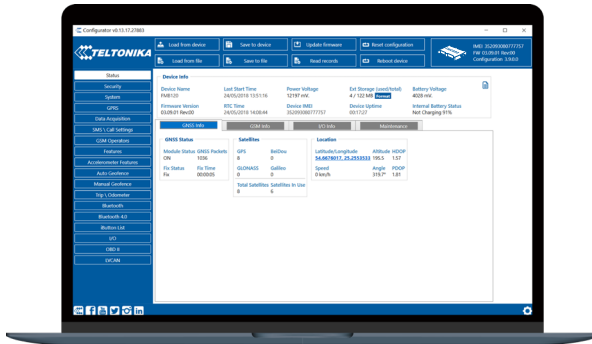 Configurator v0.13.17.27883
TELTONIKA
Load from device
Save to device
Update firmware
Reset configuration
Load from file
Save to file
Read records
Reboot device
IMEI 352093080777757
FW 03.09.01 Rev:00
Configuration 3.9.0.0
Status
Security
System
GPRS
Data Acquisition
SMS \ Call Settings
GSM Operators
Features
Accelerometer Features
Auto Geofence
Manual Geofence
Trip \ Odometer
Bluetooth
Bluetooth 4.0
iButton List
I/O
OBD II
LVCAN
Device Info
Device Name
FMB120
Last Start Time
24/05/2018 13:51:16
Power Voltage
12197 mV.
Ext Storage (used/total)
4 / 122 MB Format
Battery Voltage
4028 mV.
Firmware Version
03.09.01 Rev:00
RTC Time
24/05/2018 14:08:44
Device IMEI
352093080777757
Device Uptime
00:17:27
Internal Battery Status
Not Charging 91%
GNSS Info
GSM Info
I/O Info
Maintenance
GNSS Status
Module Status GNSS Packets
ON 1036
Fix Status Fix Time
Fix 00:00:05
Satellites
GPS BeiDou
8 0
GLONASS Galileo
0 0
Total Satellites Satellites In Use
8 6
Location
Latitude/Longitude Altitude HDOP
54.6676017, 25.2553533 195.5 1.57
Speed Angle PDOP
0 km/h 319.7° 1.81